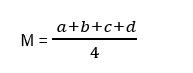 M = a+b+c+d
4